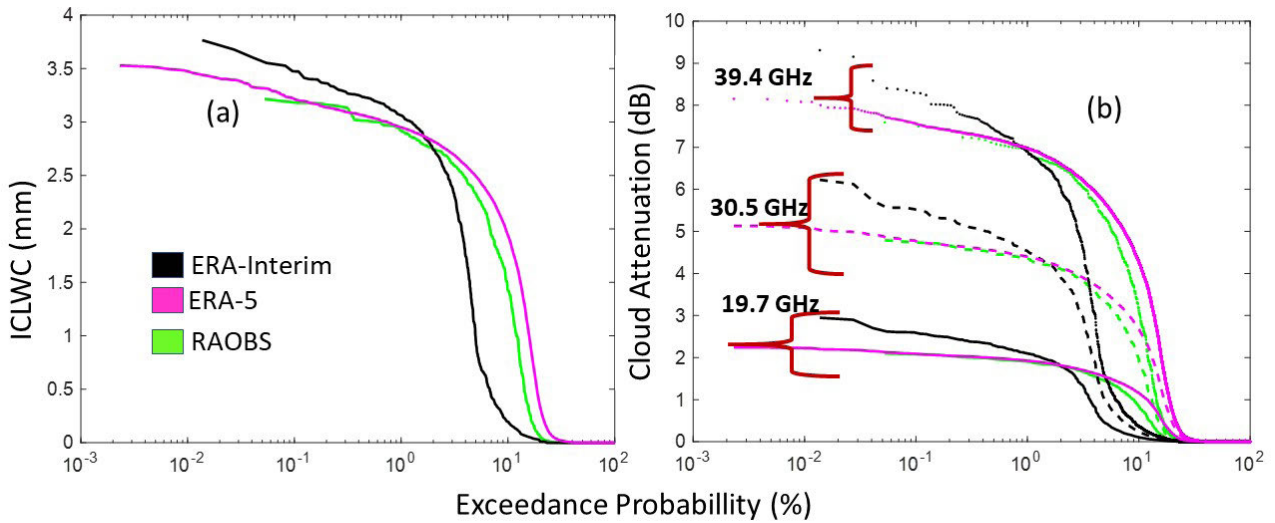 4
3.5
3
2.5
2
1.5
1
0.5
0
ICLWC (mm)
(a)
ERA-Interim
ERA-5
RAOBS
10-3
10-2
10-1
100
101
102
10
9
8
7
6
5
4
3
2
1
0
Cloud Attenuation (dB)
39.4 GHz
(b)
30.5 GHz
19.7 GHz
10-3
10-2
10-1
100
101
102
Exceedance Probabillity (%)